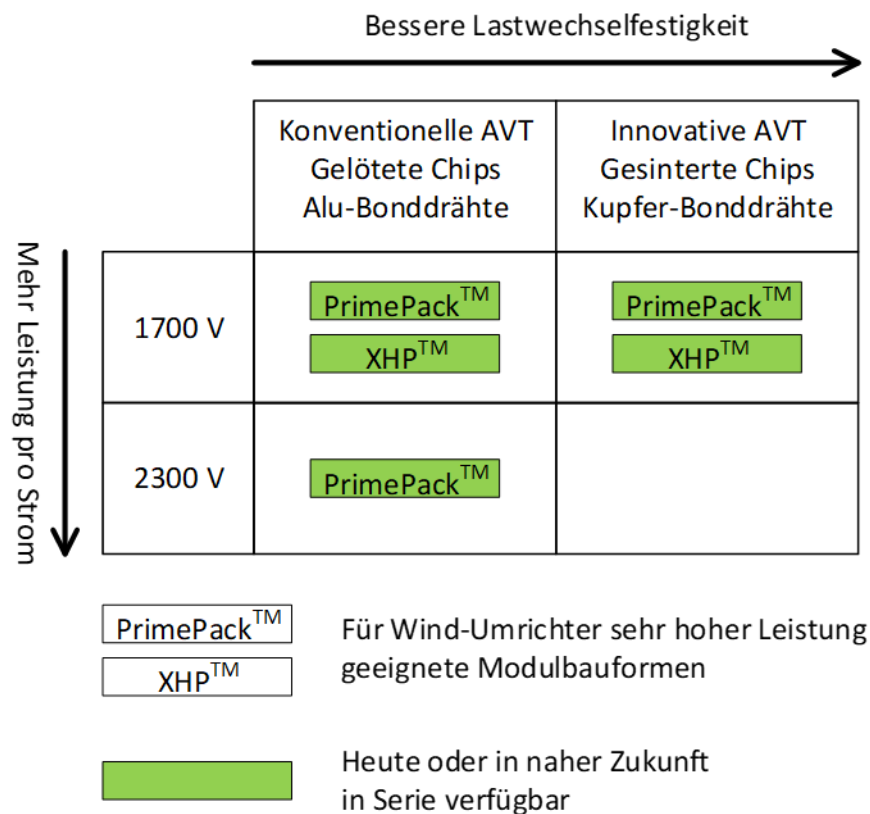 Bessere Lastwechselfestigkeit
Konventionelle AVT
Gelötete Chips
Alu-Bonddrähte
Innovative AVT
Gesinterte Chips
Kupfer-Bonddrähte
Mehr Leistung pro Strom
1700 V
PrimePack™
XHP™
PrimePack™
XHP™
2300 V
PrimePack™
PrimePack™
XHP™
Für Wind-Umrichter sehr hoher Leistung
geeignete Modulbauformen
Heute oder in naher Zukunft
in Serie verfügbar